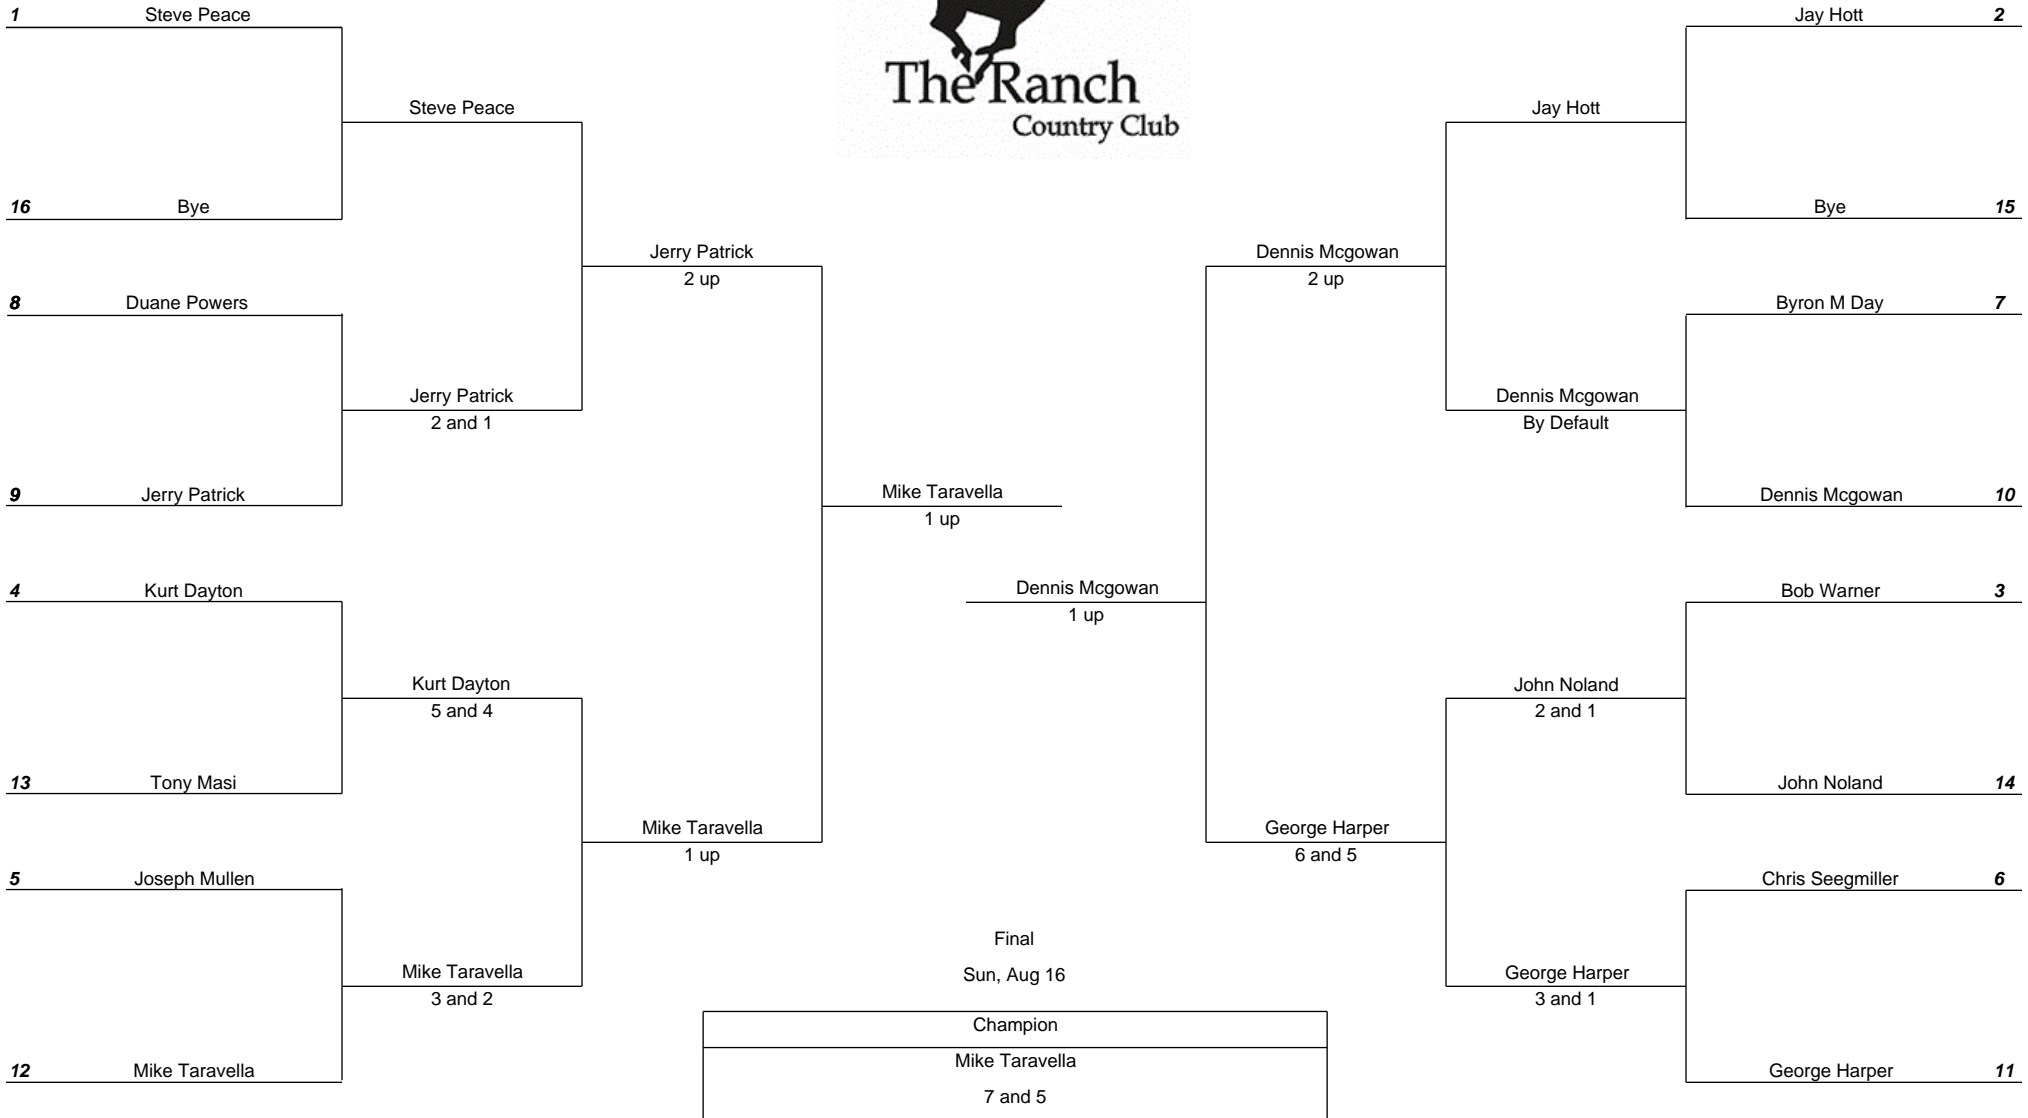 The Ranch
Country Club
1 Steve Peace
Steve Peace
16 Bye
Jerry Patrick
2 up
8 Duane Powers
Jerry Patrick
2 and 1
9 Jerry Patrick
Mike Taravella
1 up
4 Kurt Dayton
Kurt Dayton
5 and 4
13 Tony Masi
Mike Taravella
1 up
5 Joseph Mullen
Mike Taravella
3 and 2
12 Mike Taravella
Jay Hott 2
Jay Hott
Bye 15
Dennis Mcgowan
2 up
Byron M Day 7
Dennis Mcgowan
By Default
Dennis Mcgowan 10
Dennis Mcgowan
1 up
Bob Warner 3
John Noland
2 and 1
John Noland 14
George Harper
6 and 5
Chris Seegmiller 6
George Harper
3 and 1
George Harper 11
Final
Sun, Aug 16
Champion
Mike Taravella
7 and 5